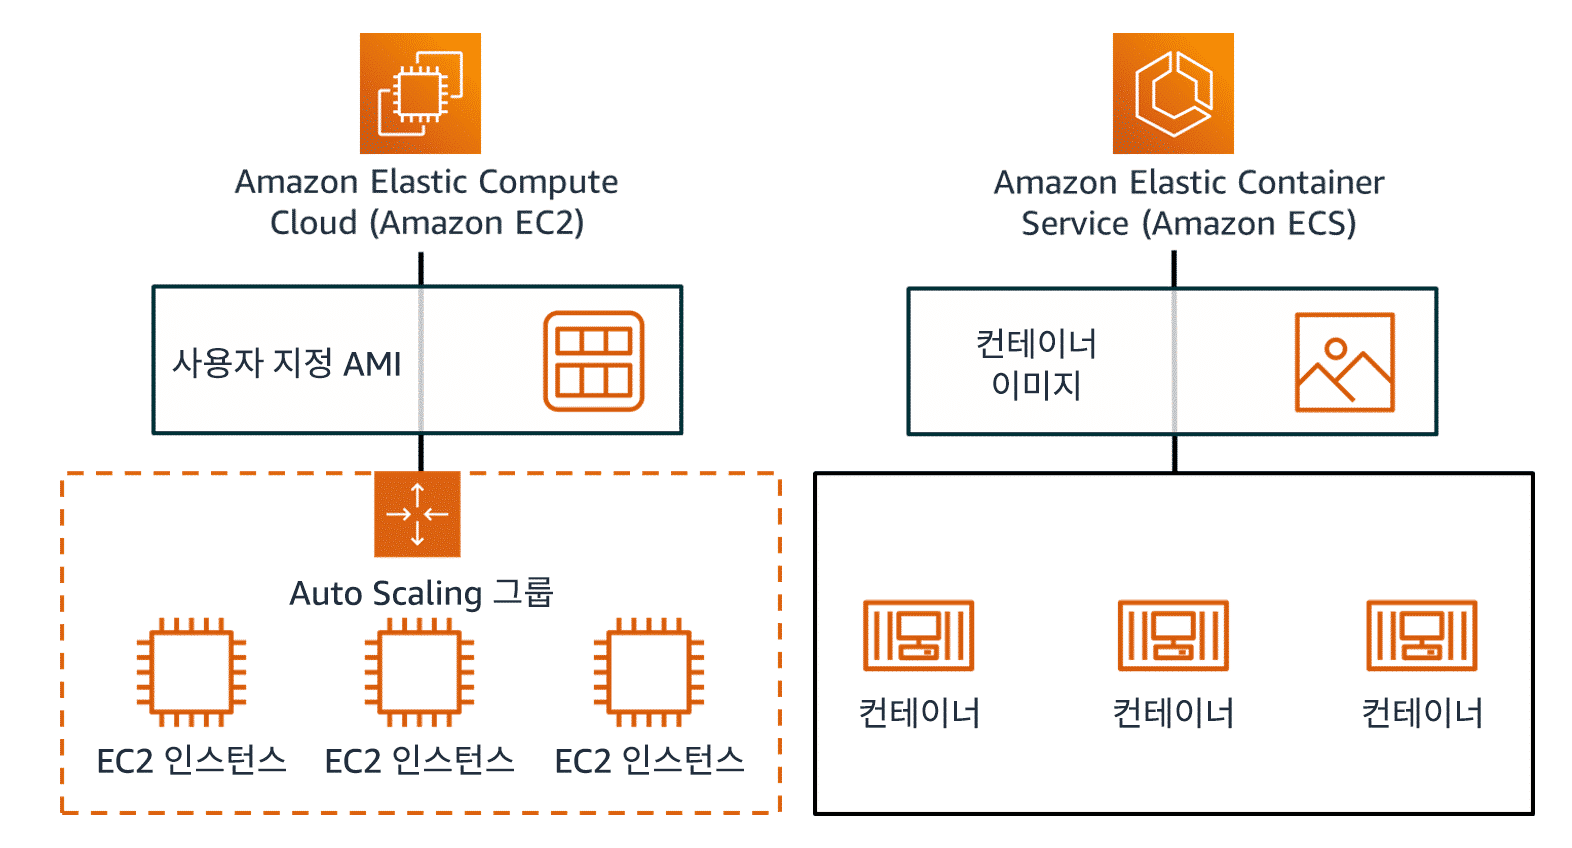 Amazon Elastic Compute
Cloud (Amazon EC2)
사용자 지정 AMI
Auto Scaling 그룹
EC2 인스턴스
EC2 인스턴스
EC2 인스턴스
Amazon Elastic Container
Service (Amazon ECS)
컨테이너
이미지
컨테이너
컨테이너
컨테이너